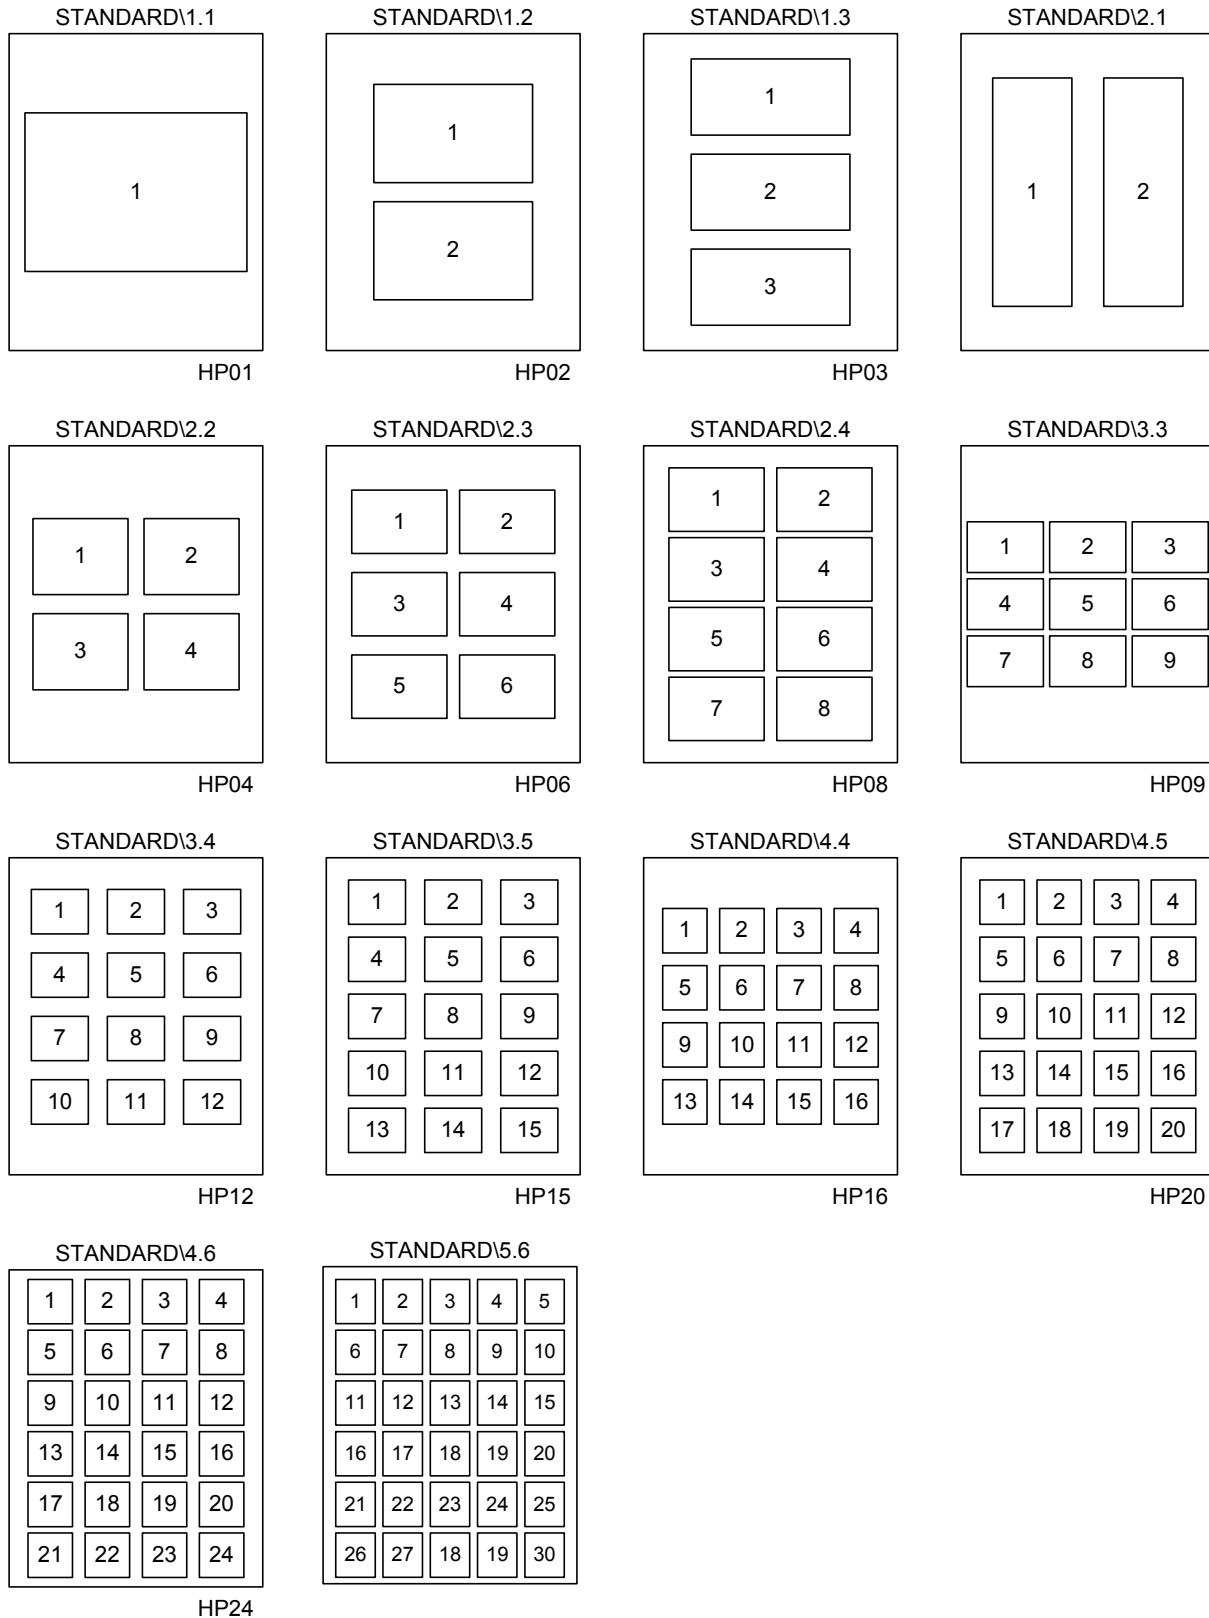 STANDARD\1.1 STANDARD\1.2 STANDARD\1.3 STANDARD\2.1
1
1
2
1
2
3
1 2
HP01 HP02 HP03
STANDARD\2.2 STANDARD\2.3 STANDARD\2.4 STANDARD\3.3
1 2
3 4
1 2
3 4
5 6
1 2
3 4
5 6
7 8
1 2 3
4 5 6
7 8 9
HP04 HP06 HP08 HP09
STANDARD\3.4 STANDARD\3.5 STANDARD\4.4 STANDARD\4.5
1 2 3
4 5 6
7 8 9
10 11 12
1 2 3
4 5 6
7 8 9
10 11 12
13 14 15
1 2 3 4
5 6 7 8
9 10 11 12
13 14 15 16
1 2 3 4
5 6 7 8
9 10 11 12
13 14 15 16
17 18 19 20
HP12 HP15 HP16 HP20
STANDARD\4.6 STANDARD\5.6
1 2 3 4
5 6 7 8
9 10 11 12
13 14 15 16
17 18 19 20
21 22 23 24
1 2 3 4 5
6 7 8 9 10
11 12 13 14 15
16 17 18 19 20
21 22 23 24 25
26 27 18 19 30
HP24